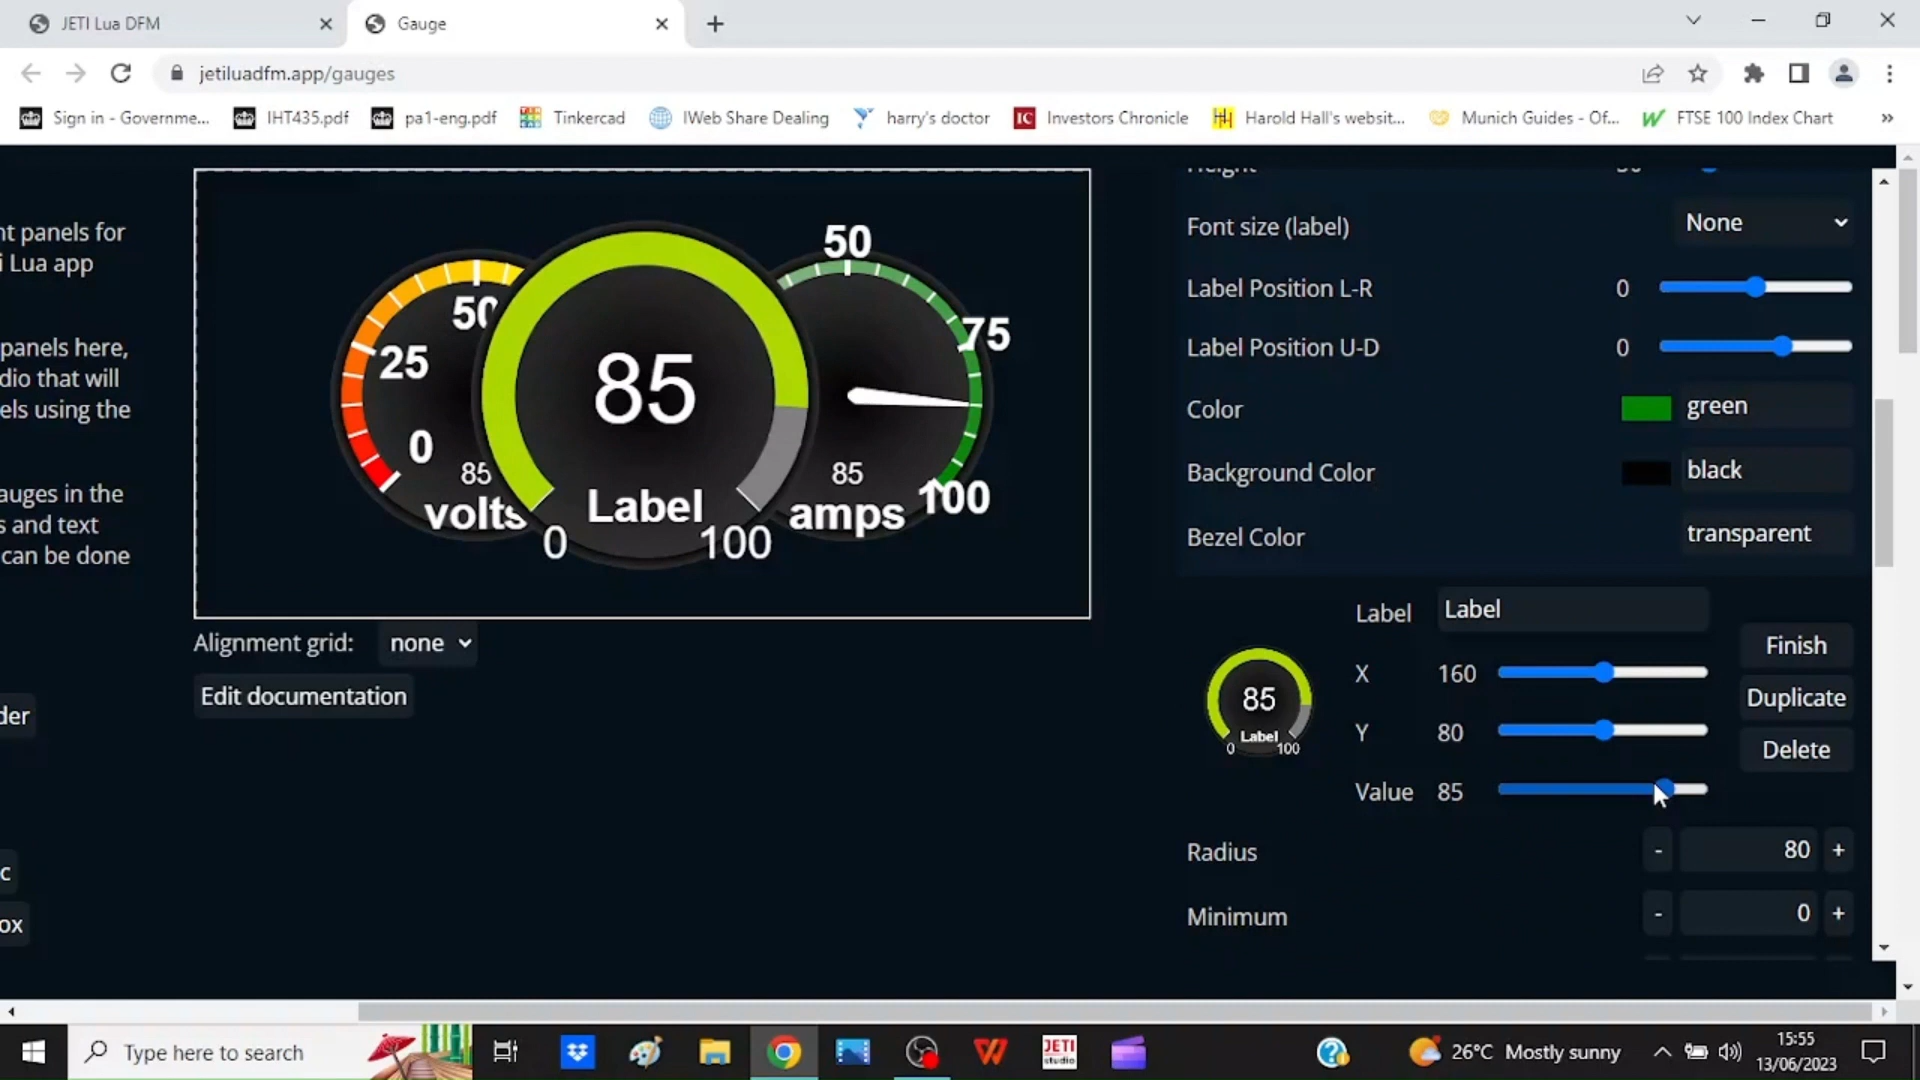 JETI Lua DFM
Gauge
jetiluadfm.app/gauges
Sign in - Governme...
IHT435.pdf
pa1-eng.pdf
Tinkercad
IWeb Share Dealing
harry's doctor
IC
Investors Chronicle
Harold Hall's websit...
Munich Guides - Of...
FTSE 100 Index Chart
nt panels for
i Lua app
panels here,
dio that will
els using the
auges in the
s and text
can be done
der
c
ox
0
25
50
85
volts
85
Label
0
100
50
75
100
85
amps
Alignment grid:
none
Edit documentation
Height
50
Font size (label)
None
Label Position L-R
0
Label Position U-D
0
Color
green
Background Color
black
Bezel Color
transparent
85
Label
0
100
Label
Label
X
160
Y
80
Value
85
Finish
Duplicate
Delete
Radius
-
80
+
Minimum
-
0
+
Type here to search
JETI
studio
26°C Mostly sunny
15:55
13/06/2023